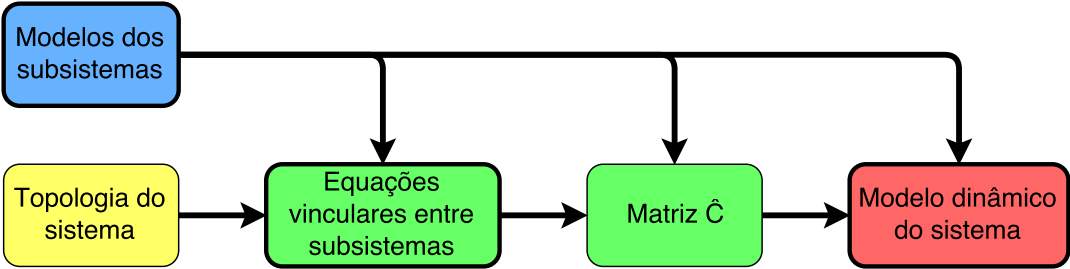 Modelos dos
subsistemas
Topologia do
sistema
Equações
vinculares entre
subsistemas
Matriz Ĉ
Modelo dinâmico
do sistema